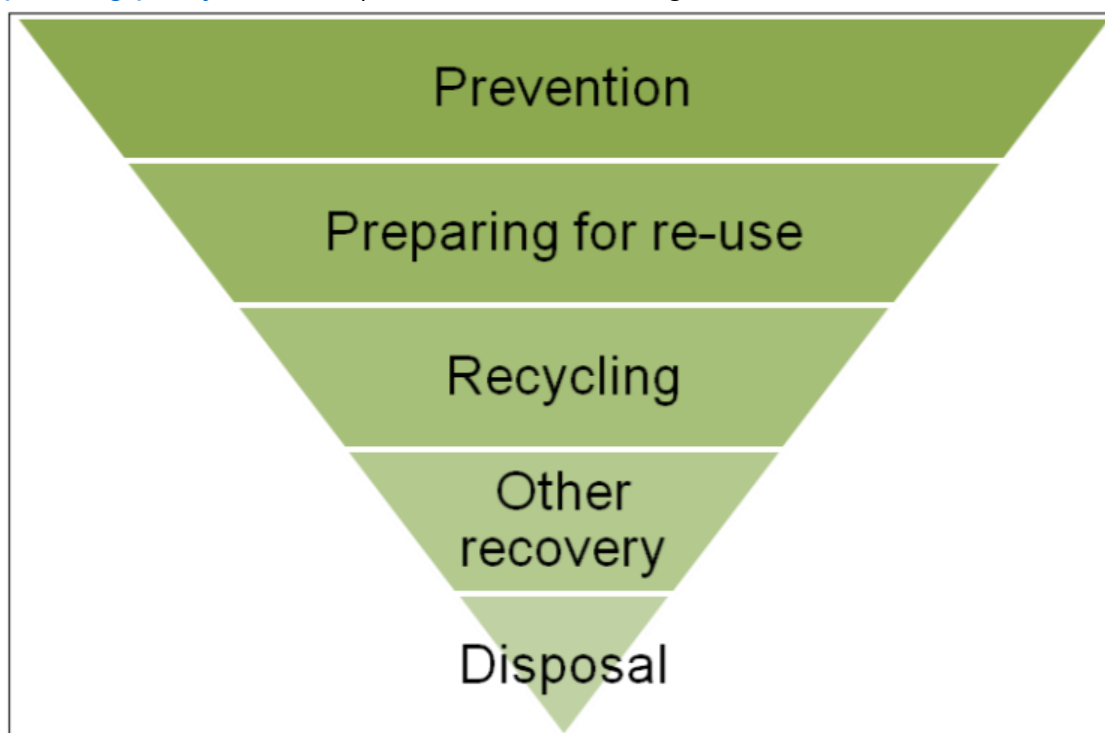 Prevention
Preparing for re-use
Recycling
Other
recovery
Disposal